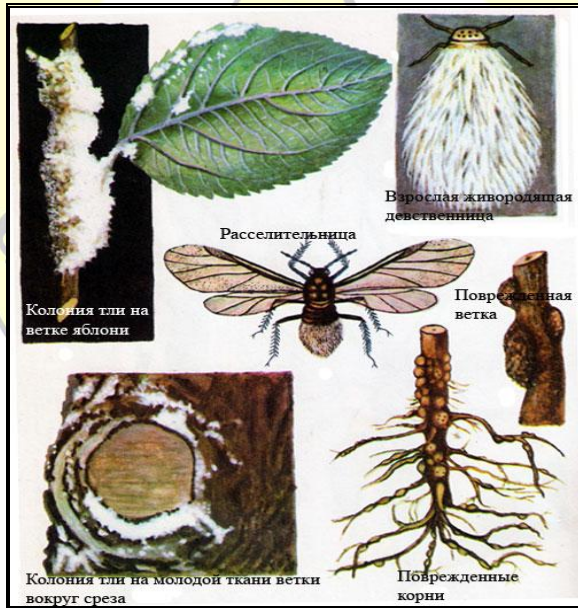 Взрослая живородящая
девственница
Расселительница
Колония тли на
ветке яблони
Поврежденная
ветка
Колония тли на молодой ткани ветки
вокруг среза
Поврежденные
корни